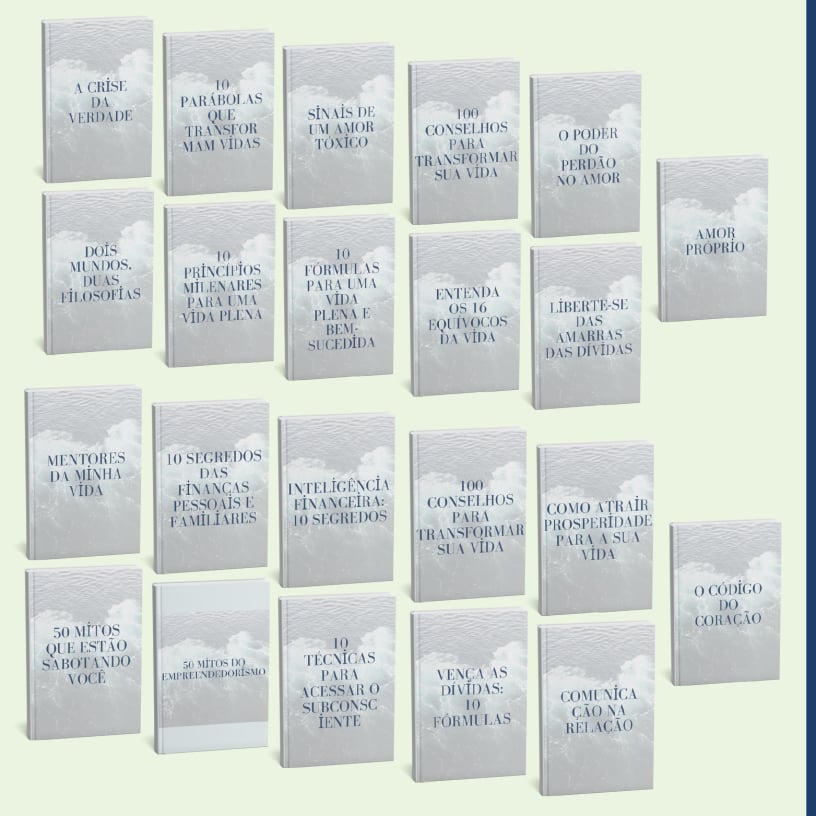 A CRISE
DA
VERDADE
10
PARÁBOLAS
QUE
TRANSFOR
MAM VIDAS
SINAIS DE
UM AMOR
TÓXICO
100
CONSELHOS
PARA
TRANSFORMAR
SUA VIDA
O PODER
DO
PERDÃO
NO AMOR
AMOR
PRÓPRIO
DOIS
MUNDOS,
DUAS
FILOSOFIAS
10
PRINCÍPIOS
MILENARES
PARA UMA
VIDA PLENA
10
FÓRMULAS
PARA UMA
VIDA
PLENA E
BEM-
SUCEDIDA
ENTENDA
OS 16
EQUÍVOCOS
DA VIDA
LIBERTE-SE
DAS
AMARRAS
DAS DÍVIDAS
MENTORES
DA MINHA
VIDA
10 SEGREDOS
DAS
FINANÇAS
PESSOAIS E
FAMILIARES
INTELIGÊNCIA
FINANCEIRA:
10 SEGREDOS
100
CONSELHOS
PARA
TRANSFORMAR
SUA VIDA
COMO ATRAIR
PROSPERIDADE
PARA A SUA
VIDA
O CÓDIGO
DO
CORAÇÃO
50 MITOS
QUE ESTÃO
SABOTANDO
VOCÊ
50 MITOS DO
EMPREENDEDORISMO
10
TÉCNICAS
PARA
ACESSAR O
SUBCONSC
IENTE
VENÇA AS
DÍVIDAS:
10
FÓRMULAS
COMUNICA
ÇÃO NA
RELAÇÃO